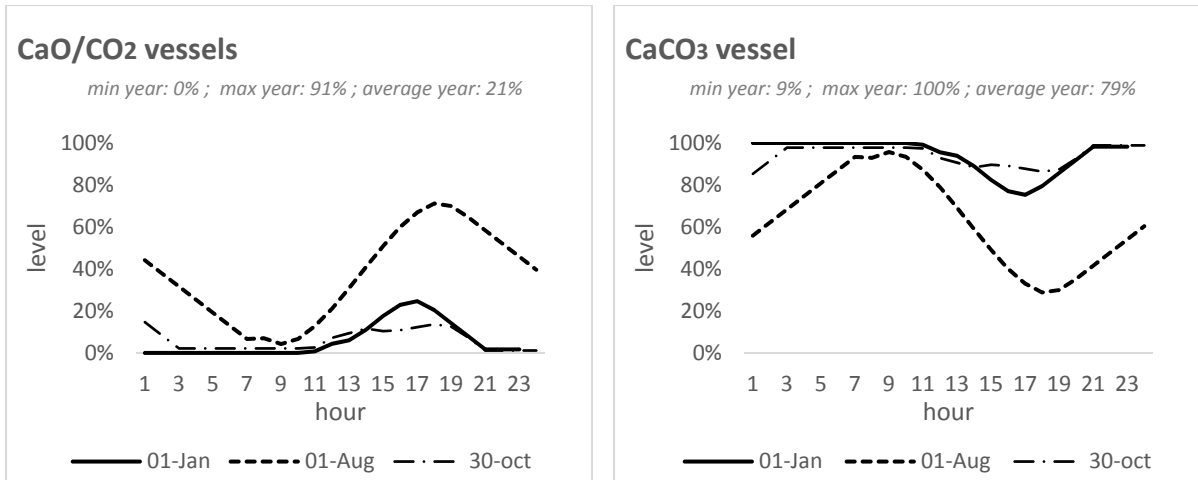 CaO/CO2 vessels
min year: 0% ; max year: 91% ; average year: 21%
100%
80%
60%
40%
20%
0%
level
1 3 5 7 9 11 13 15 17 19 21 23
hour
01-Jan 01-Aug 30-oct
CaCO3 vessel
min year: 9% ; max year: 100% ; average year: 79%
100%
80%
60%
40%
20%
0%
level
1 3 5 7 9 11 13 15 17 19 21 23
hour
01-Jan 01-Aug 30-oct